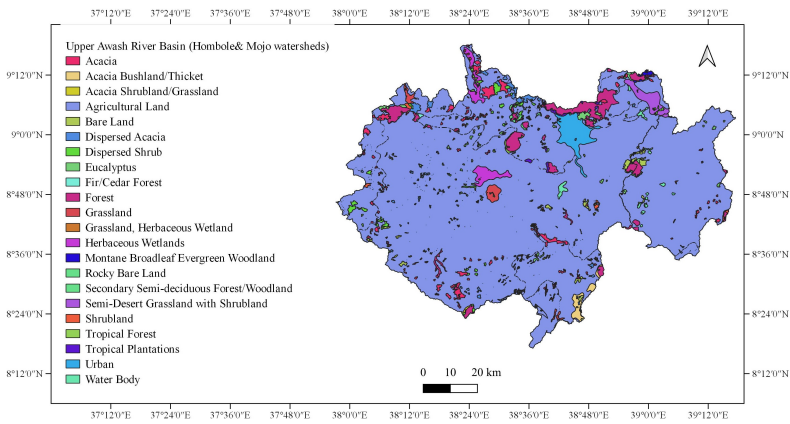 37°12'0"E 37°24'0"E 37°36'0"E 37°48'0"E 38°0'0"E 38°12'0"E 38°24'0"E 38°36'0"E 38°48'0"E 39°0'0"E 39°12'0"E
Upper Awash River Basin (Hombole& Mojo watersheds)
Acacia
9°12'0"N 9°12'0"N
Acacia Bushland/Thicket
Acacia Shrubland/Grassland
Agricultural Land
Bare Land
9°0'0"N 9°0'0"N
Dispersed Acacia
Dispersed Shrub
Eucalyptus
Fir/Cedar Forest
8°48'0"N 8°48'0"N
Forest
Grassland
Grassland, Herbaceous Wetland
Herbaceous Wetlands
8°36'0"N 8°36'0"N
Montane Broadleaf Evergreen Woodland
Rocky Bare Land
Secondary Semi-deciduous Forest/Woodland
Semi-Desert Grassland with Shrubland
8°24'0"N 8°24'0"N
Shrubland
Tropical Forest
Tropical Plantations
Urban
8°12'0"N 8°12'0"N
Water Body
0 10 20 km
37°12'0"E 37°24'0"E 37°36'0"E 37°48'0"E 38°0'0"E 38°12'0"E 38°24'0"E 38°36'0"E 38°48'0"E 39°0'0"E 39°12'0"E